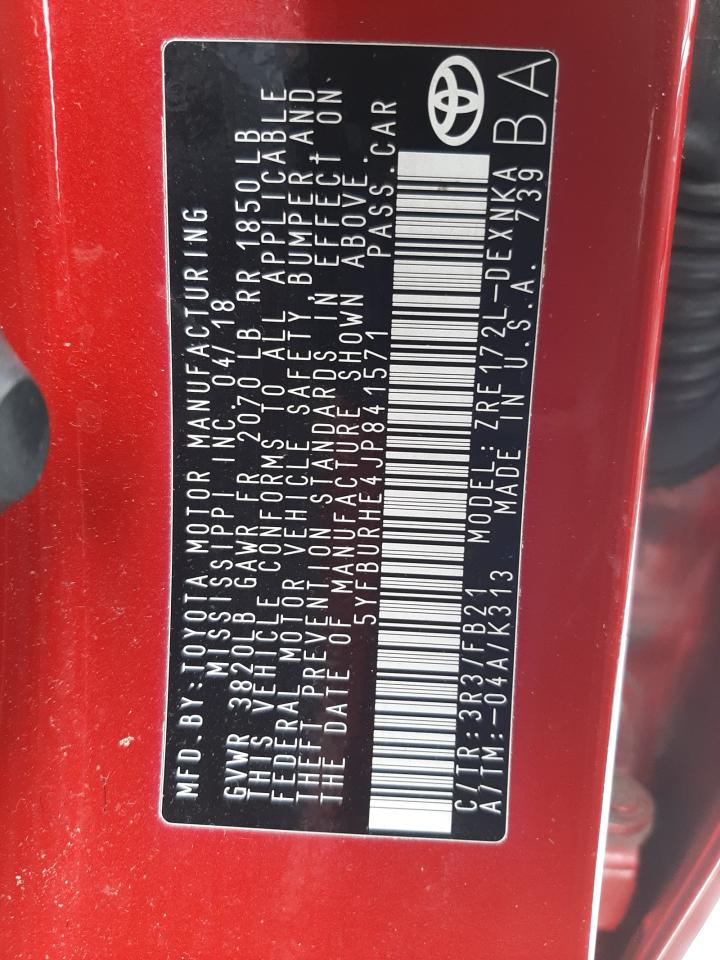 MFD.BY:TOYOTA MOTOR MANUFACTURING
MISSISSIPPI INC. 04/18
GVWR 3820LB GAWR FR 2070LB RR 1850LB
THIS VEHICLE CONFORMS TO ALL APPLICABLE
FEDERAL MOTOR VEHICLE SAFETY, BUMPER, AND
THEFT PREVENTION STANDARDS IN EFFECT ON
THE DATE OF MANUFACTURE SHOWN ABOVE.
5YFBURHE4JP841571 PASS.CAR
C/TR:3R3/FB21 MODEL:ZRE172L-DEXNKA
A/TM:-04A/K313 MADE IN U.S.A. 739 BA